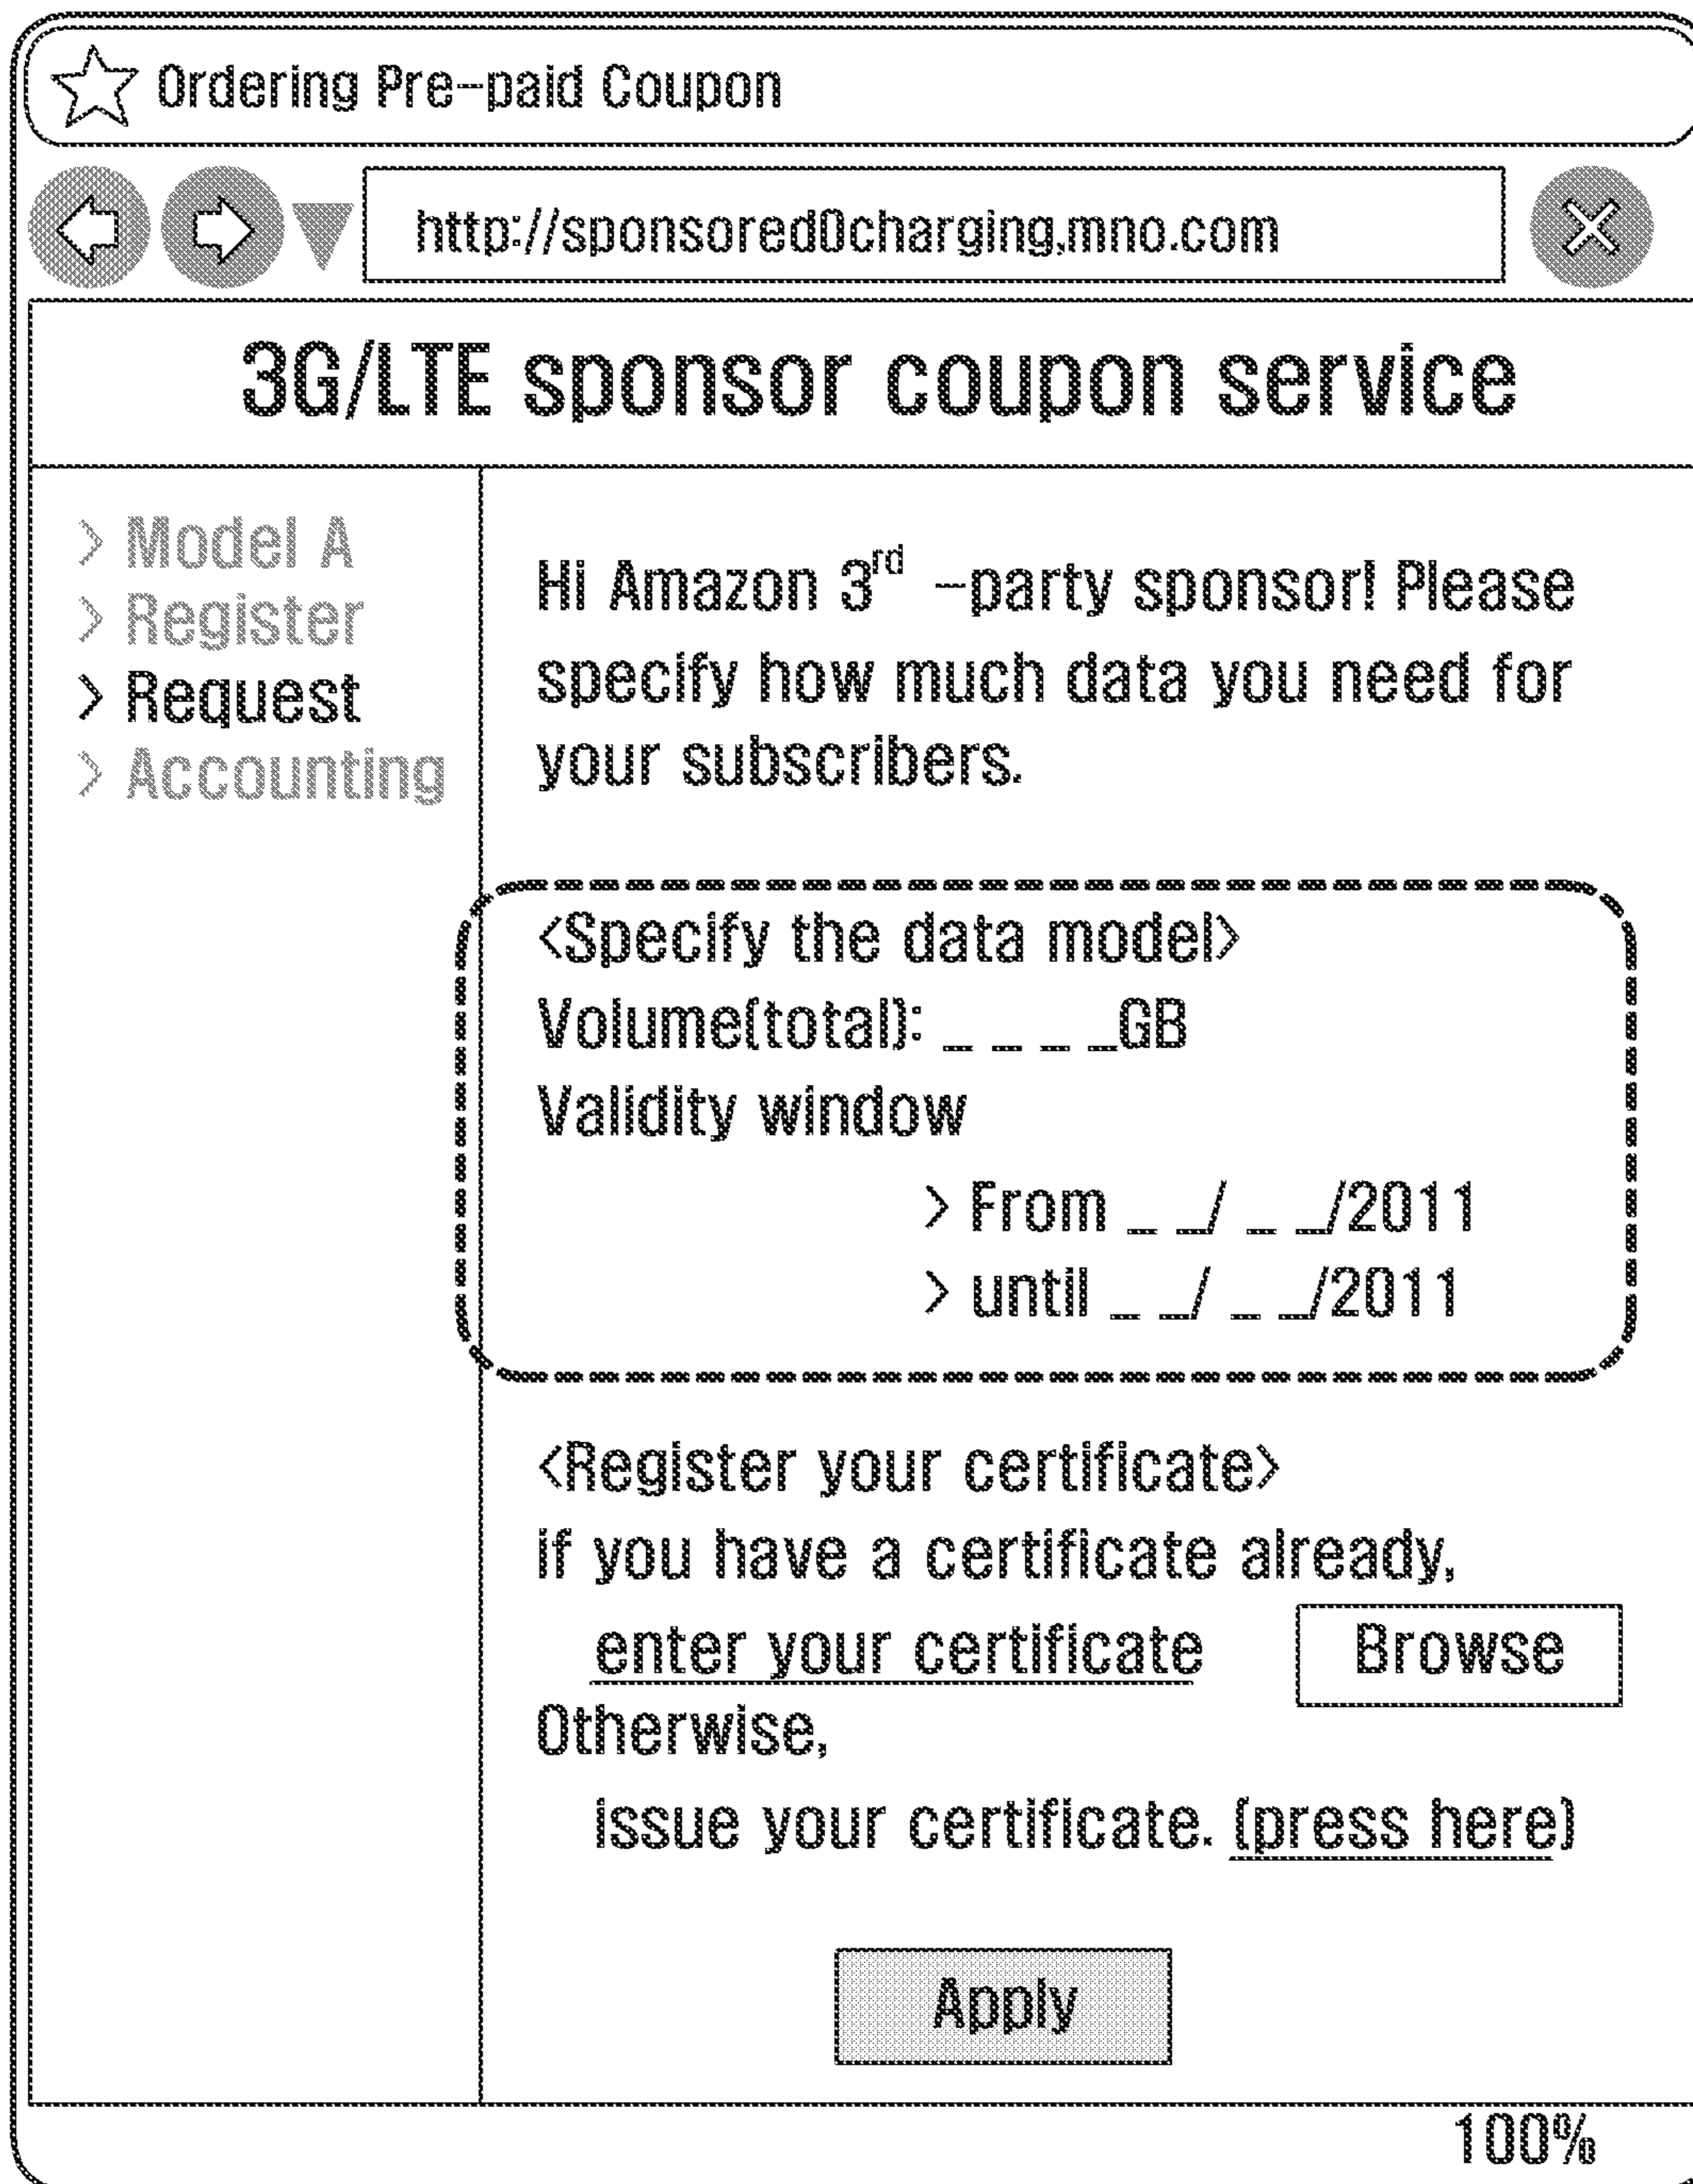 Ordering Pre-paid Coupon
http://sponsored0charging,mno.com
3G/LTE sponsor coupon service
> Model A
> Register
> Request
> Accounting
Hi Amazon 3rd -party sponsor! Please
specify how much data you need for
your subscribers.
<Specify the data model>
Volume(total): _ _ _ _GB
Validity window
> From _ _/ _ _/2011
> until _ _/ _ _/2011
<Register your certificate>
if you have a certificate already,
enter your certificate Browse
Otherwise,
issue your certificate. (press here)
Apply
100%